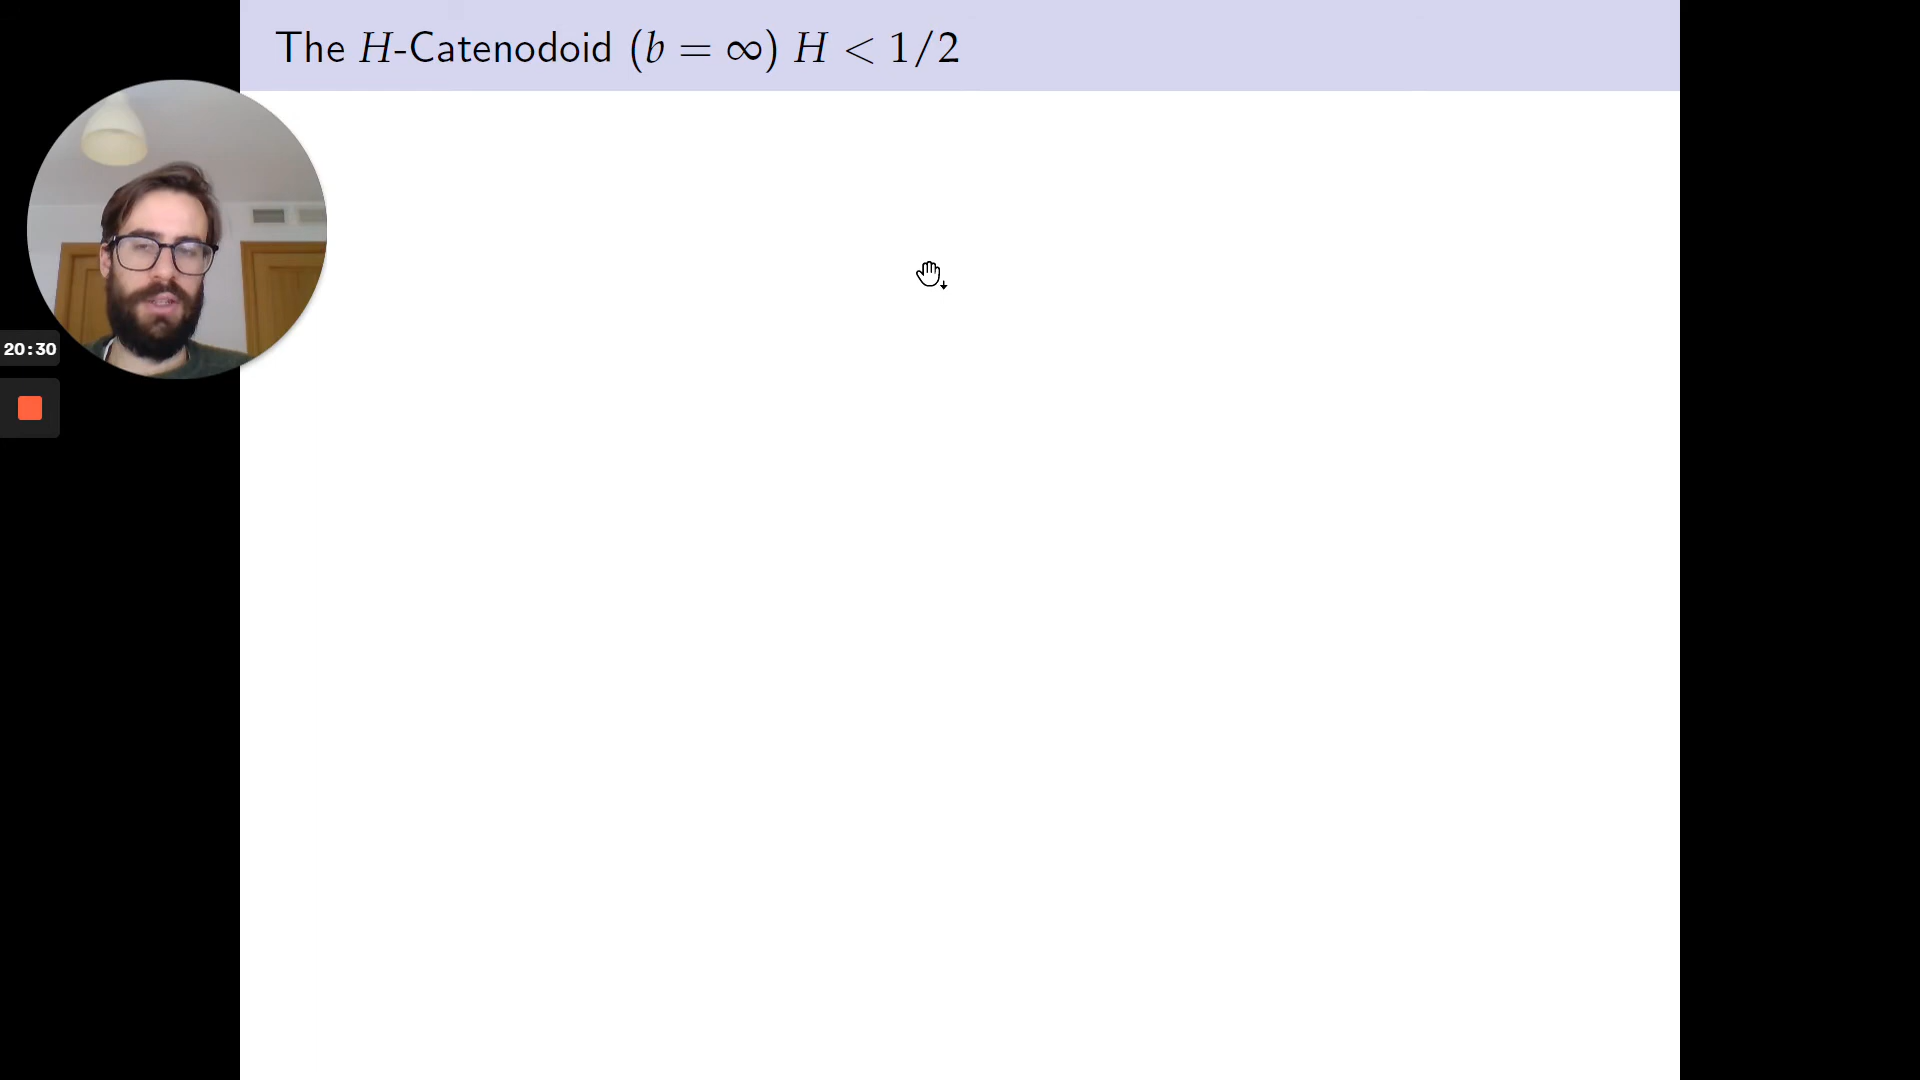 The H-Catenodoid (b = ∞) H < 1/2
20:30